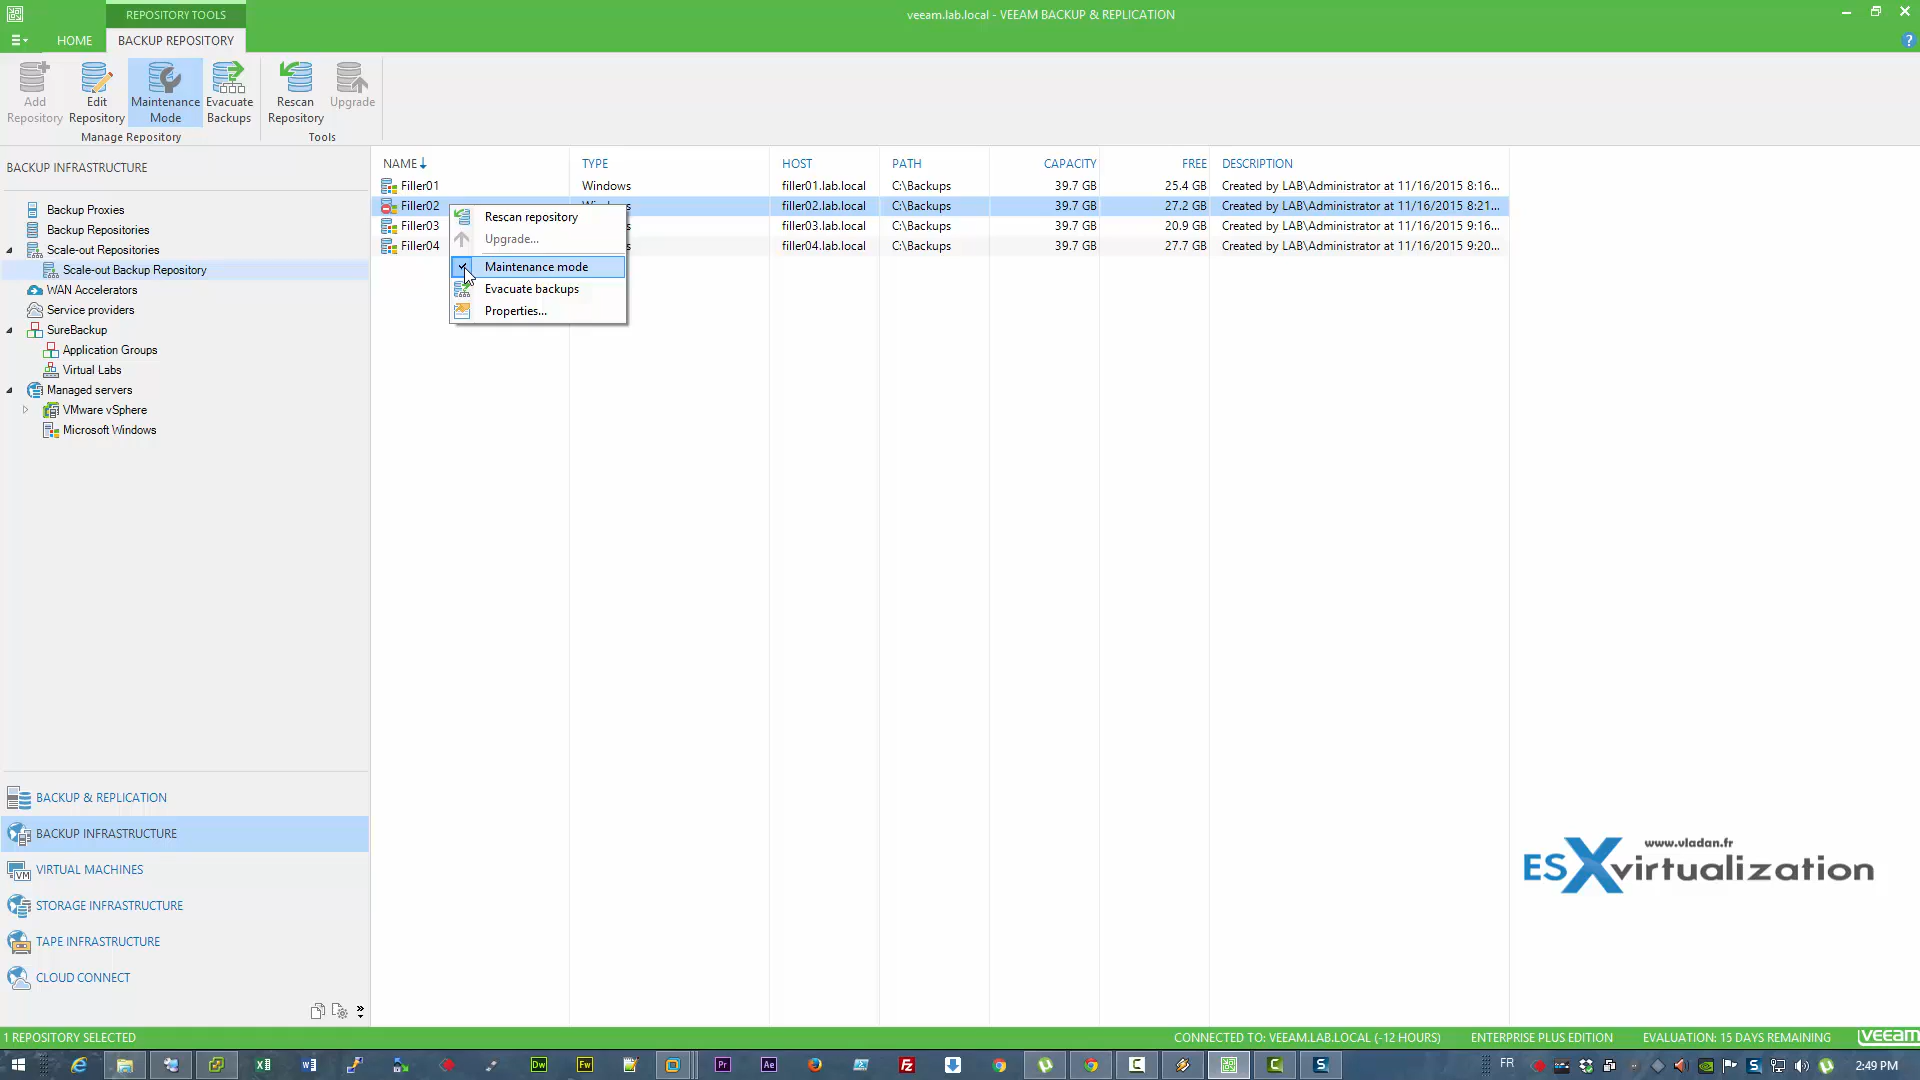 REPOSITORY TOOLS
veeam.lab.local - VEEAM BACKUP & REPLICATION
HOME
BACKUP REPOSITORY
?
Add Repository
Edit Repository
Maintenance Mode
Evacuate Backups
Rescan Repository
Upgrade
Manage Repository
Tools
BACKUP INFRASTRUCTURE
Backup Proxies
Backup Repositories
Scale-out Repositories
Scale-out Backup Repository
WAN Accelerators
Service providers
SureBackup
Application Groups
Virtual Labs
Managed servers
VMware vSphere
Microsoft Windows
NAME TYPE HOST PATH CAPACITY FREE DESCRIPTION
Filler01 Windows filler01.lab.local C:\Backups 39.7 GB 25.4 GB Created by LAB\Administrator at 11/16/2015 8:16...
Filler02 filler02.lab.local C:\Backups 39.7 GB 27.2 GB Created by LAB\Administrator at 11/16/2015 8:21...
Filler03 s filler03.lab.local C:\Backups 39.7 GB 20.9 GB Created by LAB\Administrator at 11/16/2015 9:16...
Filler04 s filler04.lab.local C:\Backups 39.7 GB 27.7 GB Created by LAB\Administrator at 11/16/2015 9:20...
Rescan repository
Upgrade...
Maintenance mode
Evacuate backups
Properties...
BACKUP & REPLICATION
BACKUP INFRASTRUCTURE
VIRTUAL MACHINES
STORAGE INFRASTRUCTURE
TAPE INFRASTRUCTURE
CLOUD CONNECT
www.vladan.fr
ESXvirtualization
1 REPOSITORY SELECTED
CONNECTED TO: VEEAM.LAB.LOCAL (-12 HOURS) ENTERPRISE PLUS EDITION EVALUATION: 15 DAYS REMAINING veeam
Dw Fw Pr Ae FR 2:49 PM